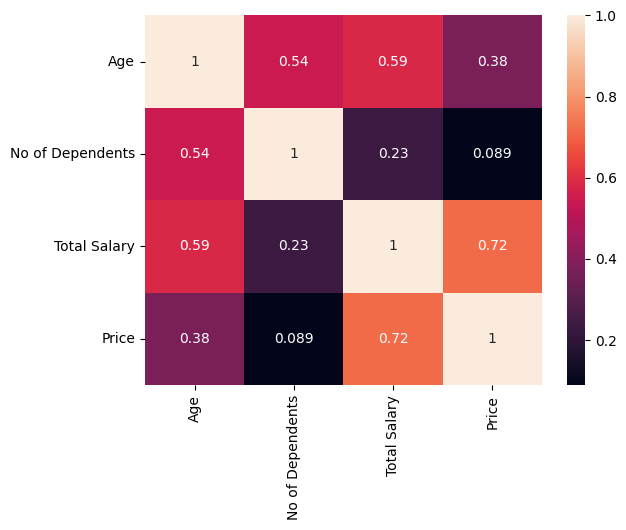 1.0
Age 1 0.54 0.59 0.38
0.8
No of Dependents 0.54 1 0.23 0.089
0.6
Total Salary 0.59 0.23 1 0.72
0.4
Price 0.38 0.089 0.72 1
0.2
Age
No of Dependents
Total Salary
Price